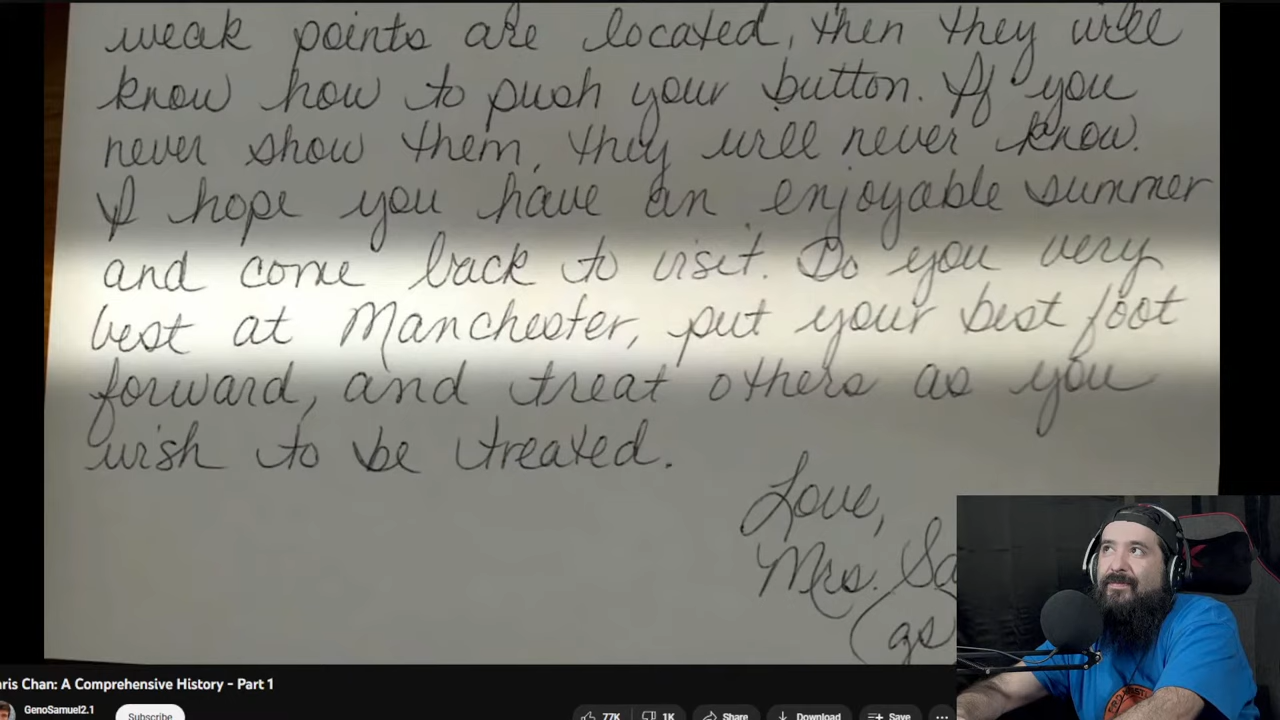 weak points are located, then they will
know how to push your button. If you
never show them, they will never know.
I hope you have an enjoyable summer
and come back to visit. Do you very
best at Manchester, put your best foot
forward, and treat others as you
wish to be treated.
Love,
Mrs. Sa
(gs
aris Chan: A Comprehensive History - Part 1
GenoSamuel2.1
Subscribe
77K
1K
Share
Download
Save
...